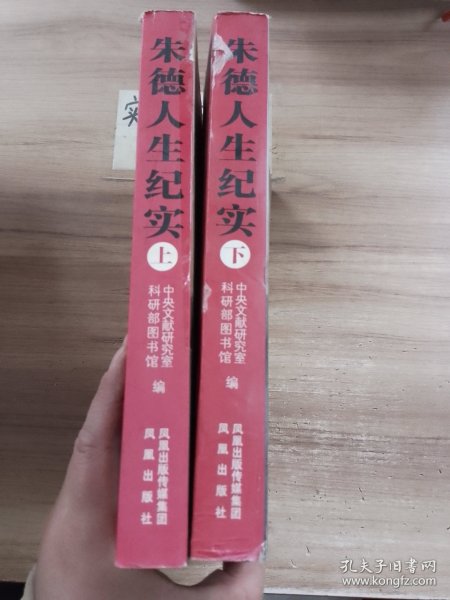 朱德人生纪实
上
中央文献研究室
科研部图书馆
编
凤凰出版传媒集团
凤凰出版社
朱德人生纪实
下
中央文献研究室
科研部图书馆
编
凤凰出版传媒集团
凤凰出版社
实
孔夫子旧书网
www.kongfz.com